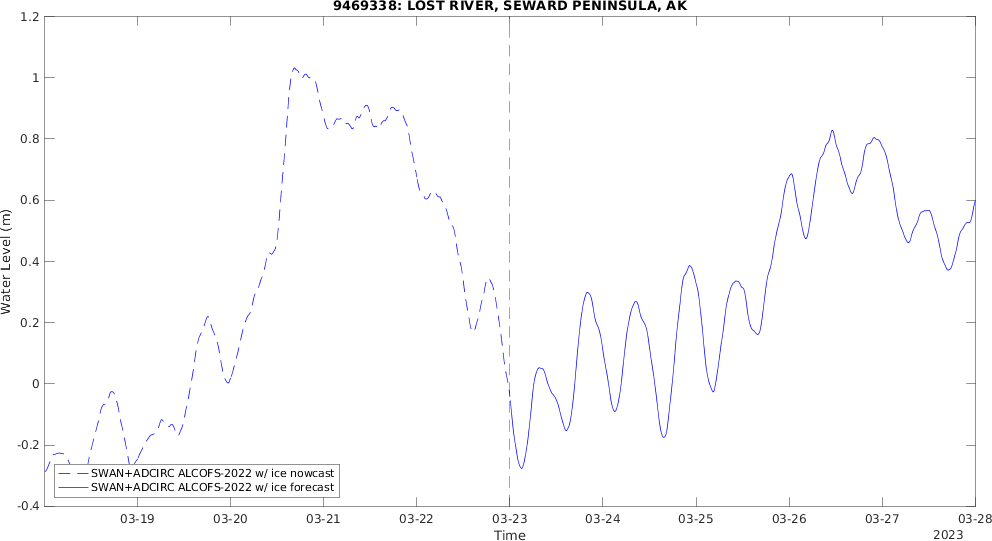 9469338: LOST RIVER, SEWARD PENINSULA, AK
1.2
1
0.8
0.6
0.4
0.2
0
-0.2
-0.4
Water Level (m)
SWAN+ADCIRC ALCOFS-2022 w/ ice nowcast
SWAN+ADCIRC ALCOFS-2022 w/ ice forecast
03-19 03-20 03-21 03-22 03-23 03-24 03-25 03-26 03-27 03-28
Time
2023